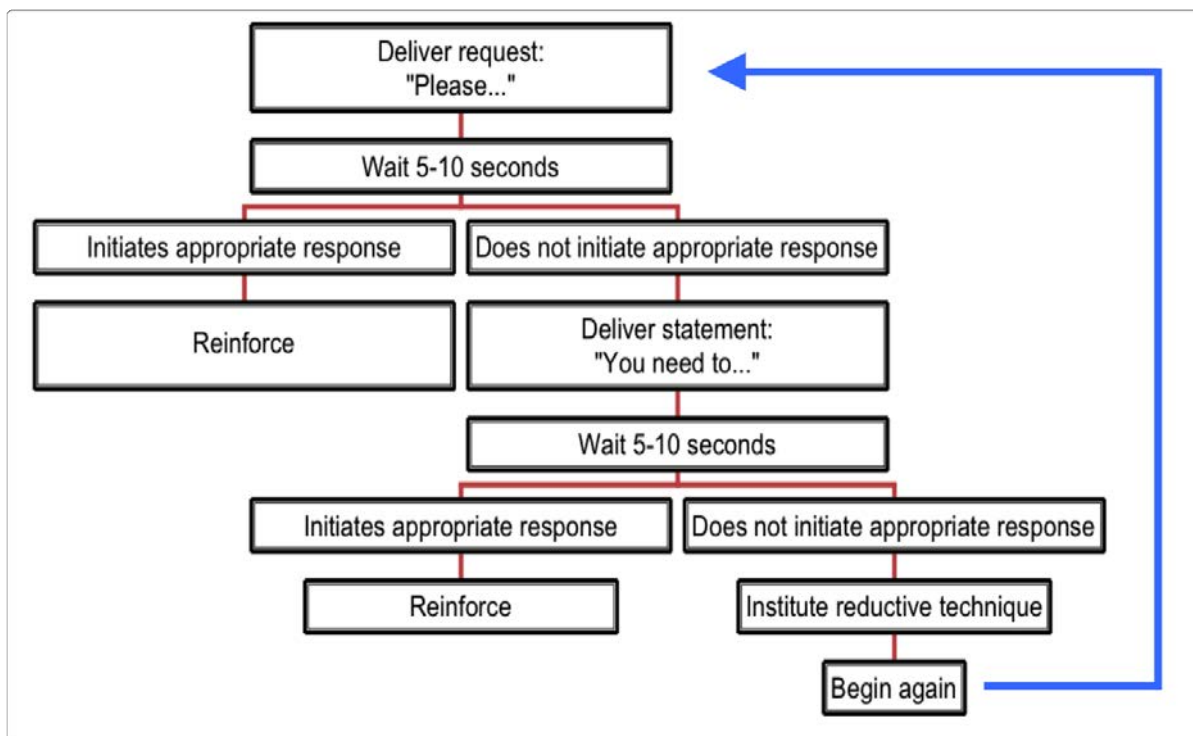 Deliver request:
"Please..."
Wait 5-10 seconds
Initiates appropriate response
Does not initiate appropriate response
Reinforce
Deliver statement:
"You need to..."
Wait 5-10 seconds
Initiates appropriate response
Does not initiate appropriate response
Reinforce
Institute reductive technique
Begin again